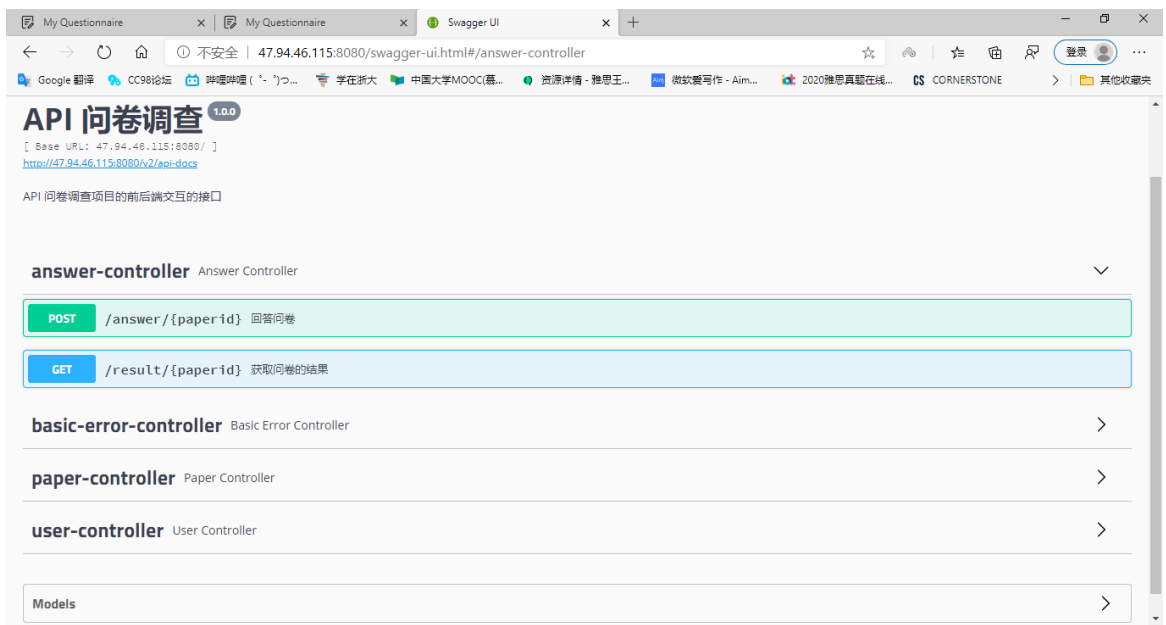 My Questionnaire
My Questionnaire
Swagger UI
不安全 47.94.46.115:8080/swagger-ui.html#/answer-controller
登录
Google 翻译 CC98论坛 哔哩哔哩 ( ゜- ゜)つ... 学在浙大 中国大学MOOC(慕... 资源详情 - 雅思王... Aim 微软爱写作 - Aim... 2020雅思真题在线... CS CORNERSTONE 其他收藏夹
API 问卷调查 1.0.0
[ Base URL: 47.94.46.115:8080/ ]
http://47.94.46.115:8080/v2/api-docs
API 问卷调查项目的前后端交互的接口
answer-controller Answer Controller
POST /answer/{paperid} 回答问卷
GET /result/{paperid} 获取问卷的结果
basic-error-controller Basic Error Controller
paper-controller Paper Controller
user-controller User Controller
Models